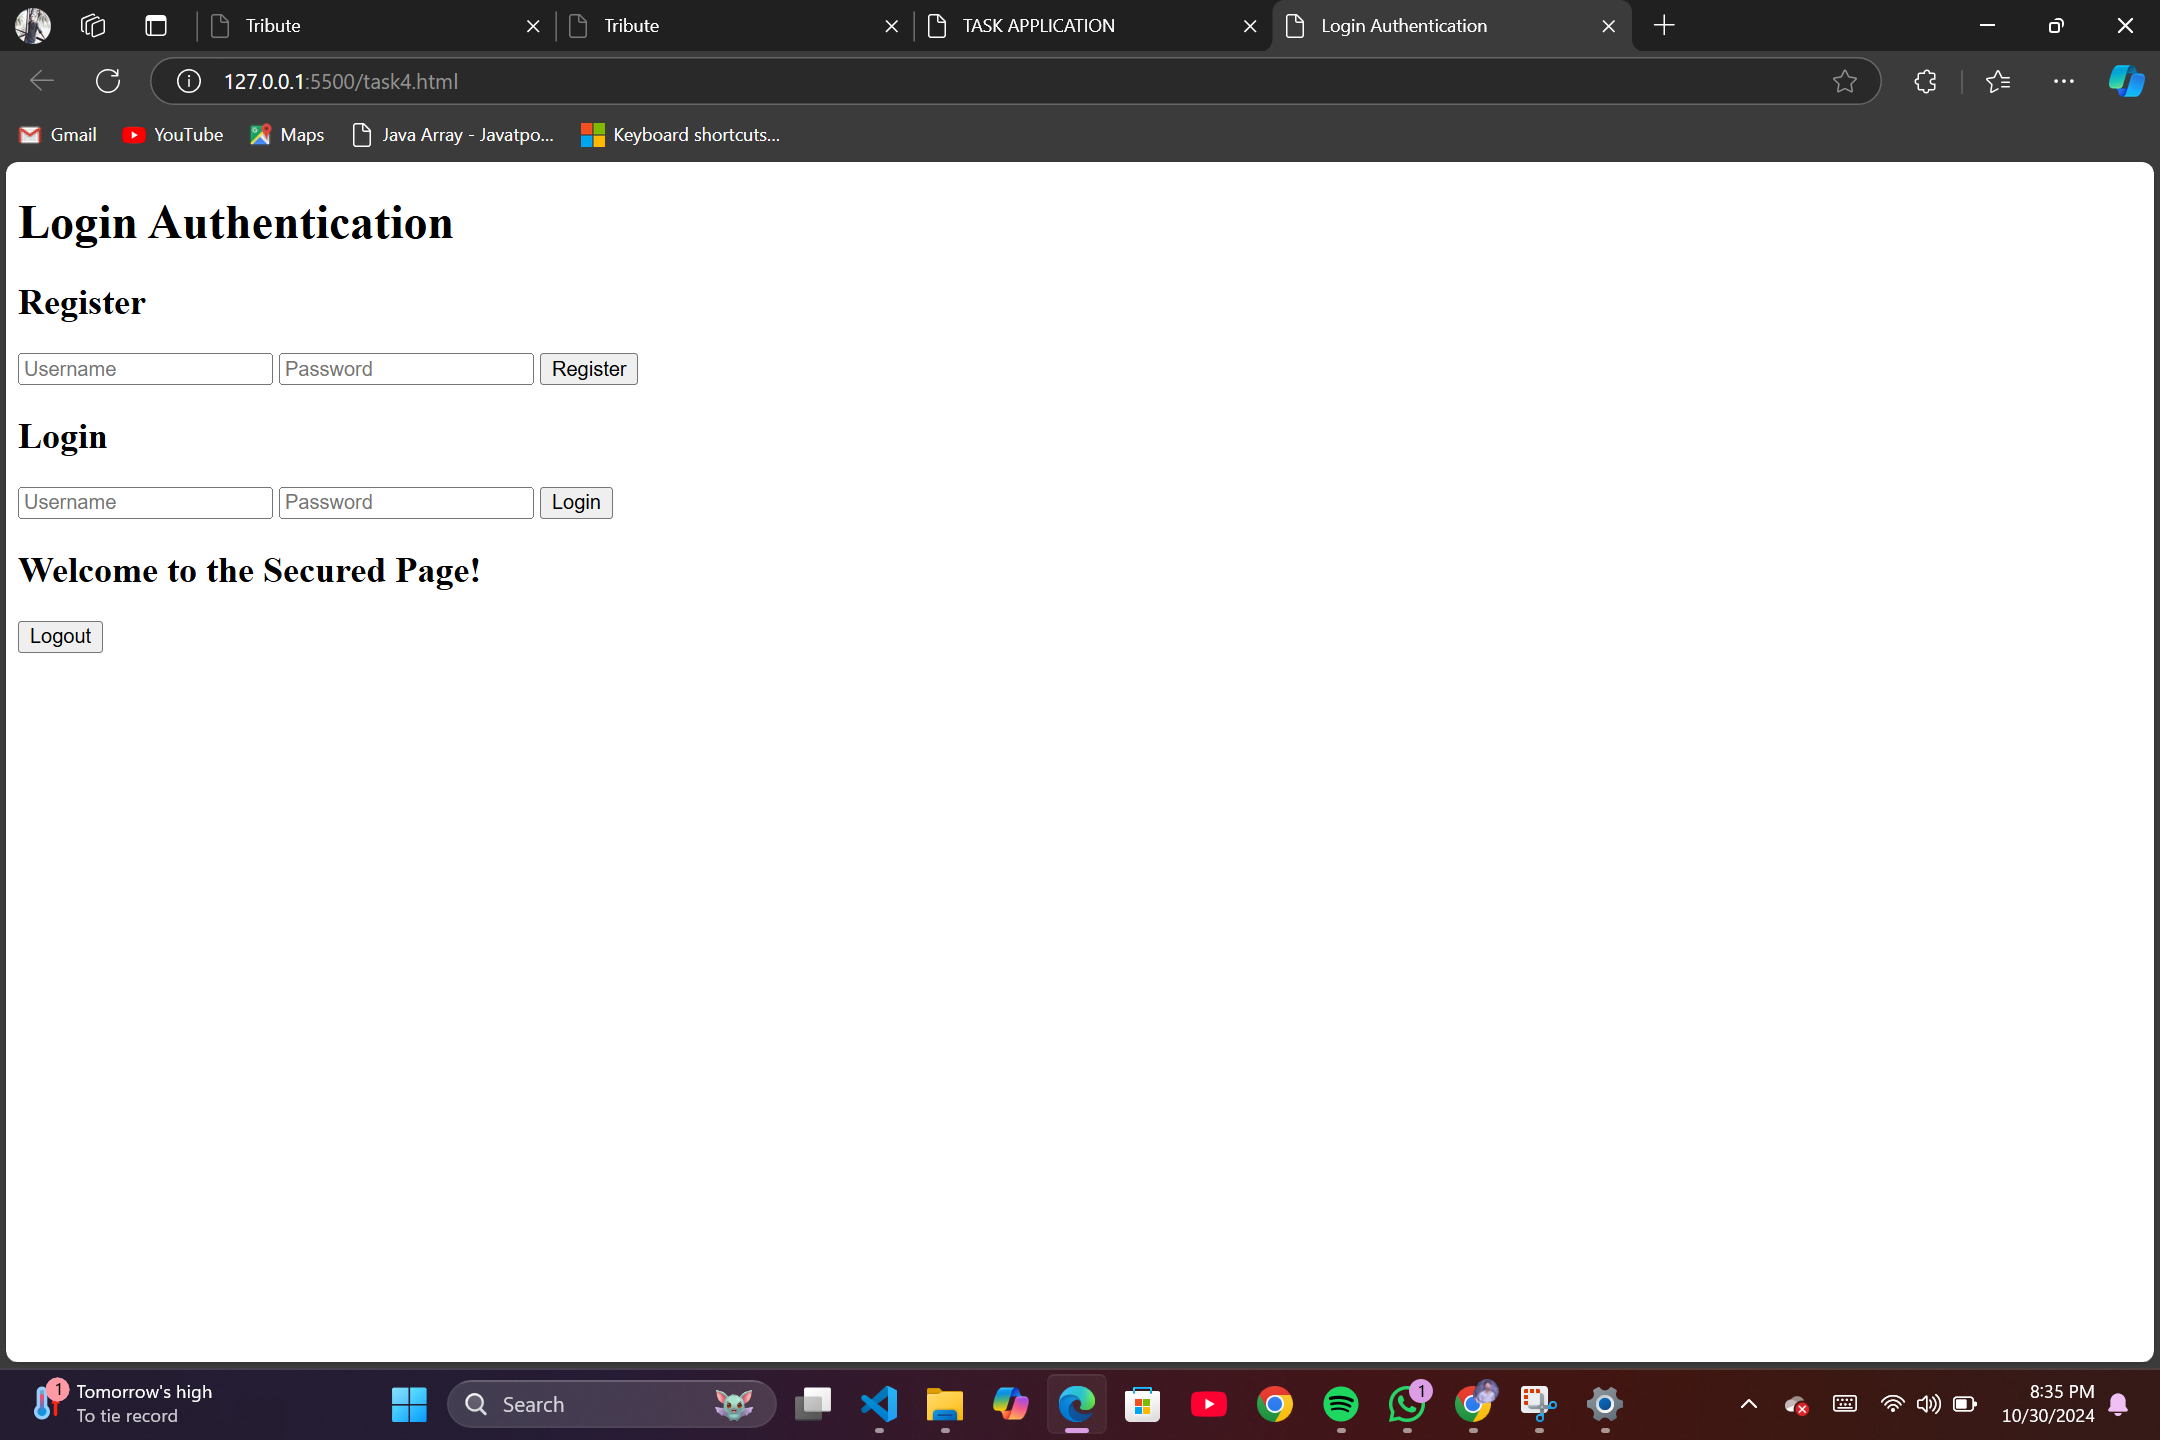 Tribute
Tribute
TASK APPLICATION
Login Authentication
127.0.0.1:5500/task4.html
Gmail
YouTube
Maps
Java Array - Javatpo...
Keyboard shortcuts...
Login Authentication
Register
Username Password Register
Login
Username Password Login
Welcome to the Secured Page!
Logout
1
Tomorrow's high
To tie record
Search
1
8:35 PM
10/30/2024